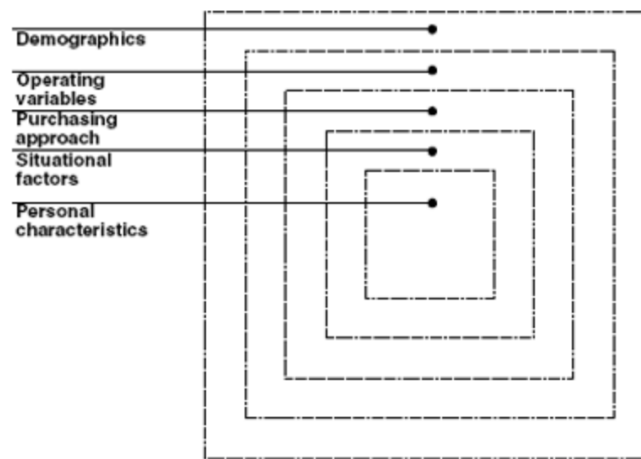 Demographics
Operating
variables
Purchasing
approach
Situational
factors
Personal
characteristics